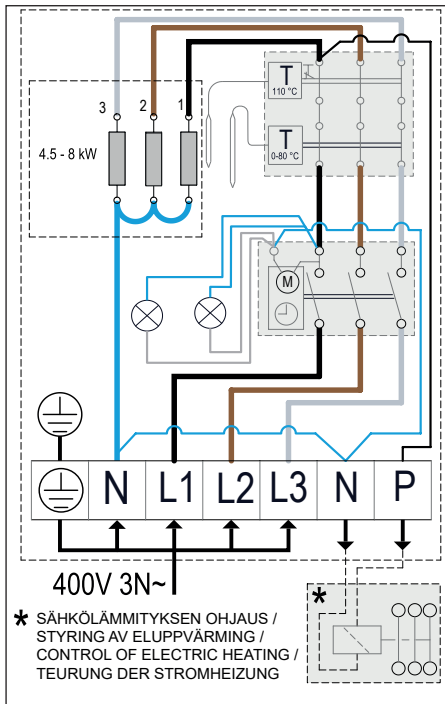 3 2 1
4.5 - 8 kW
T
110 °C
T
0-80 °C
M
N L1 L2 L3 N P
400V 3N~
*
* SÄHKÖLÄMMITYKSEN OHJAUS /
STYRING AV ELUPPVÄRMING /
CONTROL OF ELECTRIC HEATING /
TEURUNG DER STROMHEIZUNG